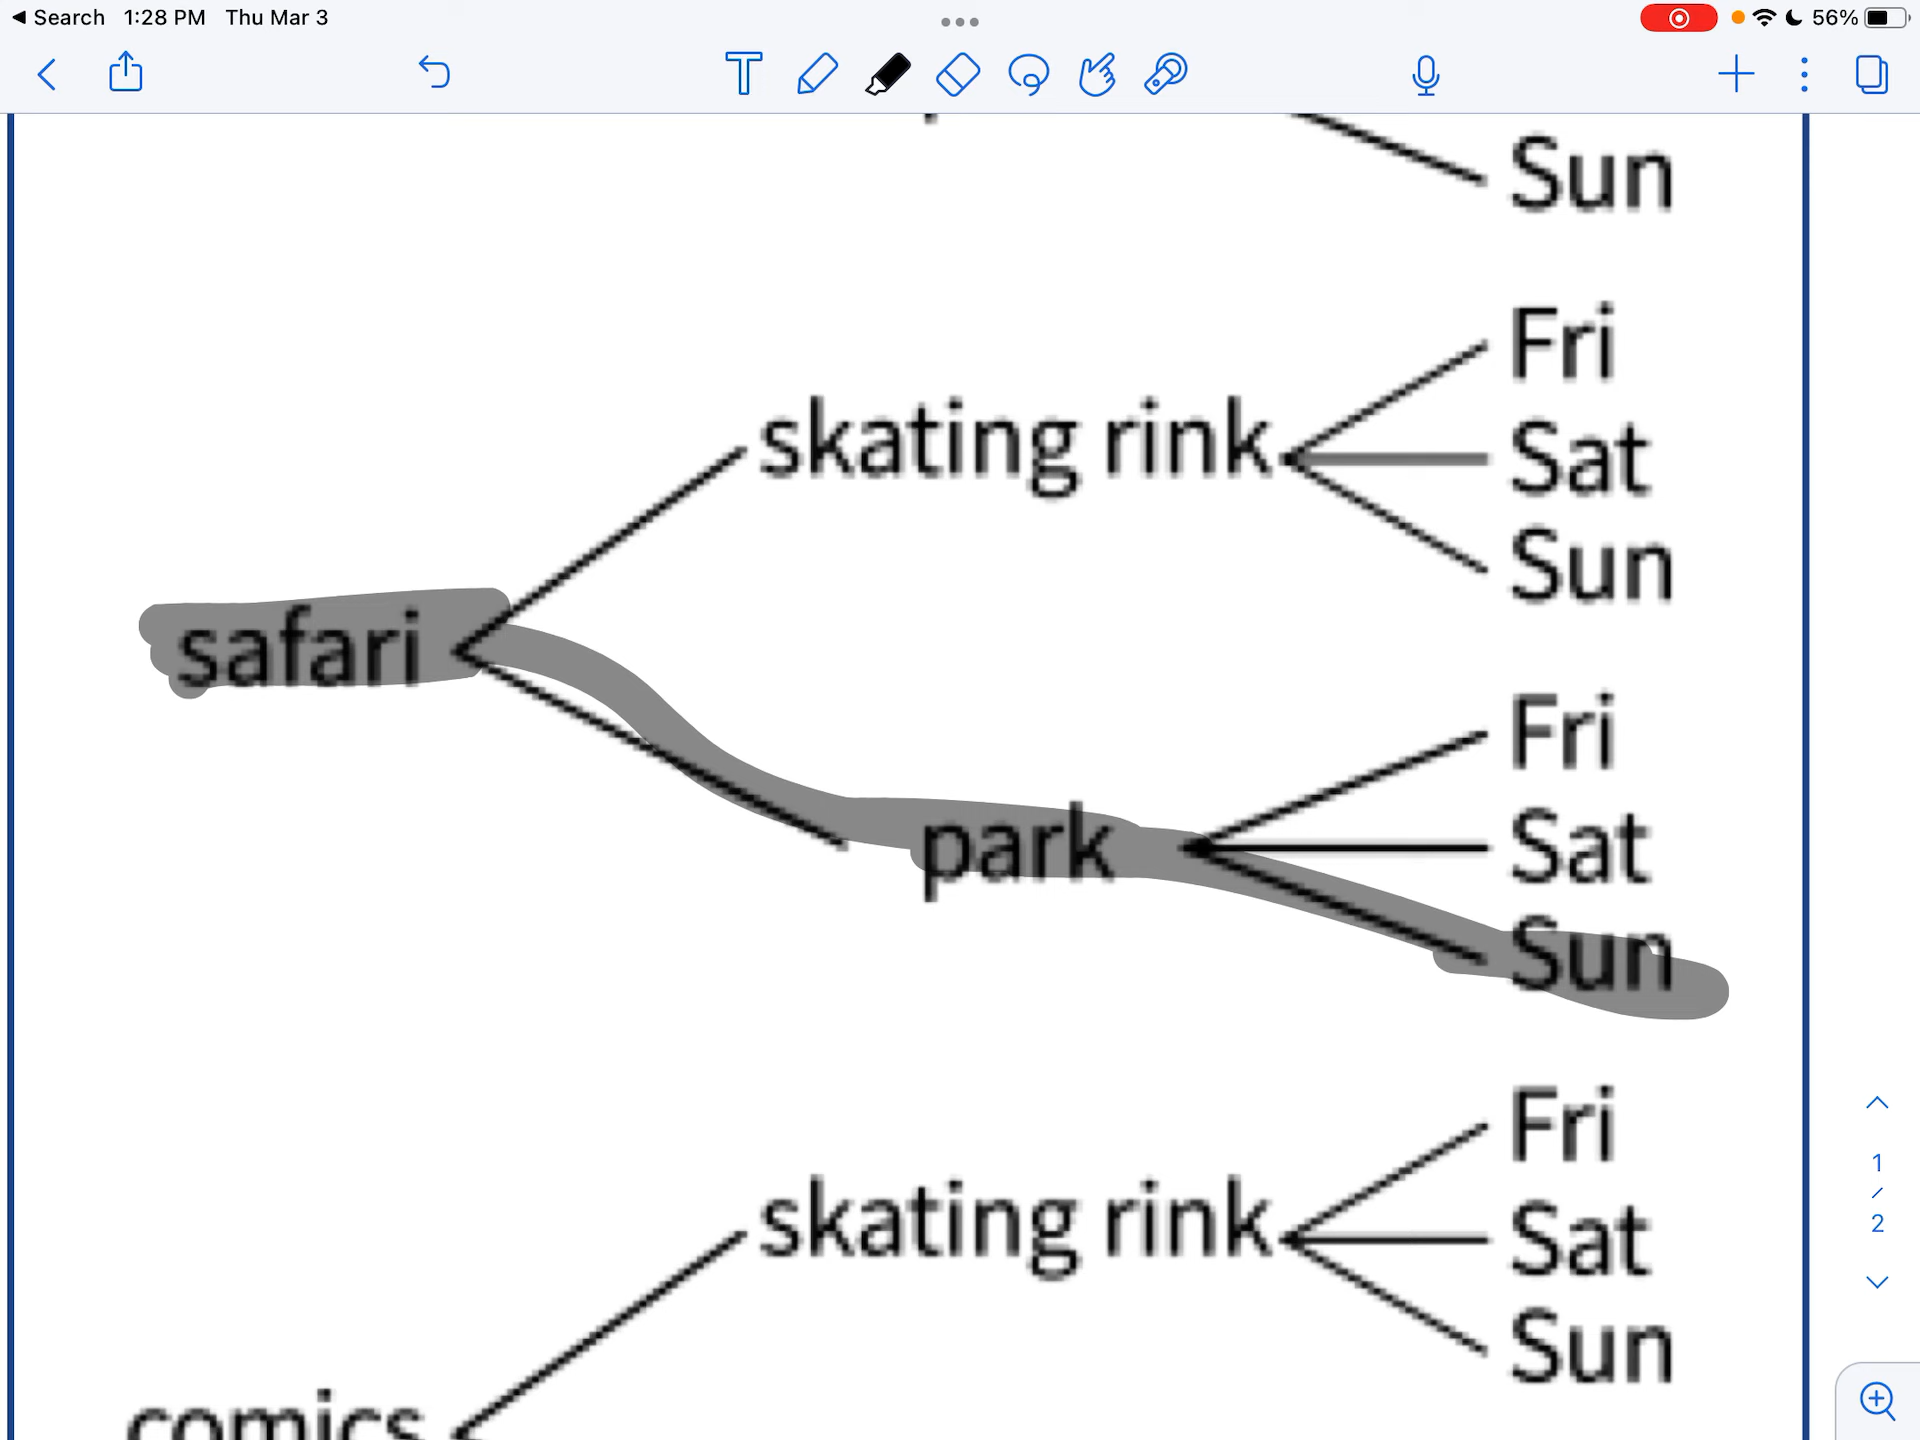 Search 1:28 PM Thu Mar 3 56%
T
Sun
Fri
skating rink Sat
Sun
safari
Fri
park Sat
Sun
Fri
skating rink Sat
Sun
comics
1
/
2